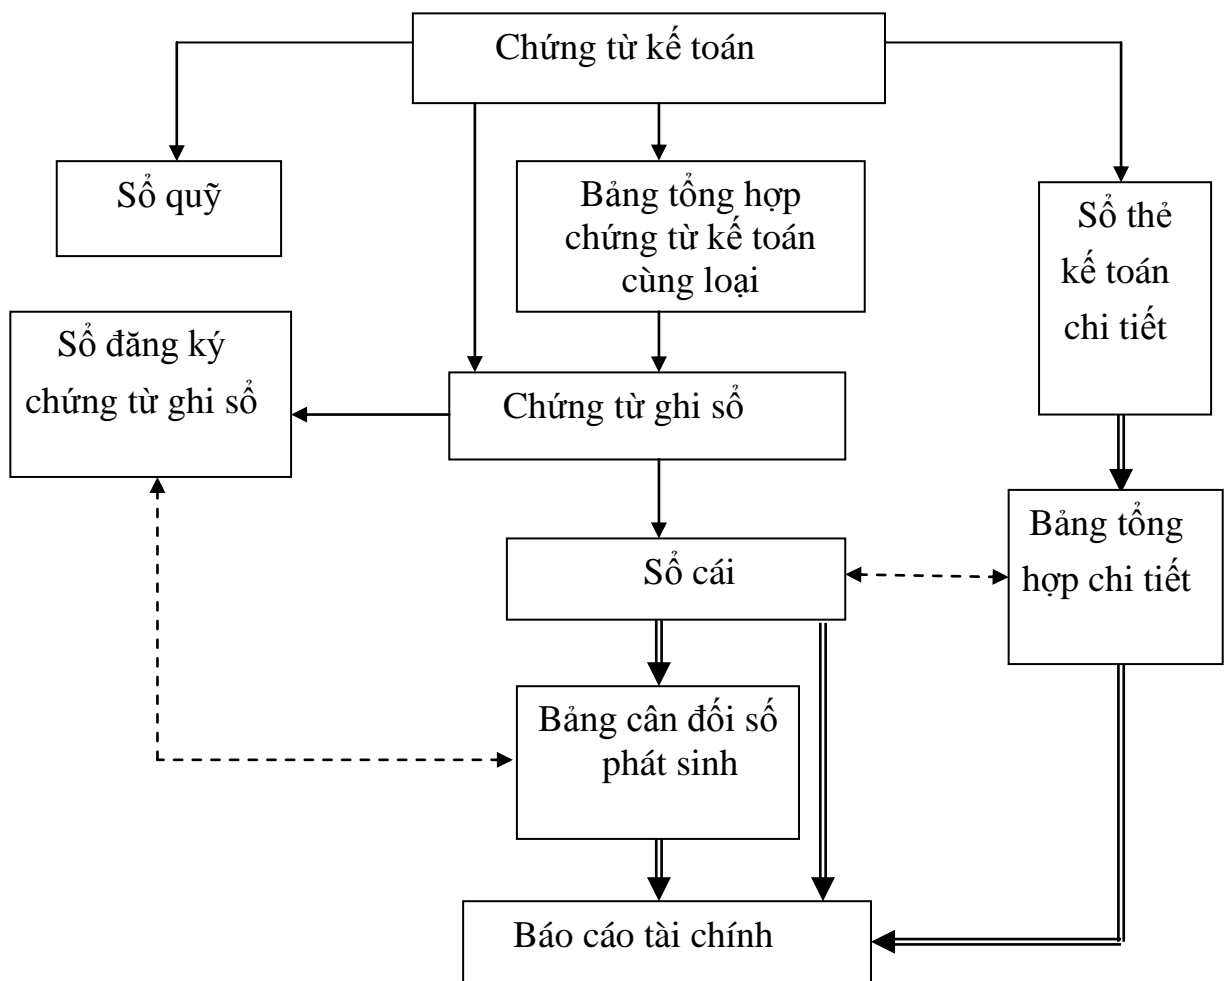 Chứng từ kế toán
Sổ quỹ
Bảng tổng hợp
chứng từ kế toán
cùng loại
Sổ thẻ
kế toán
chi tiết
Sổ đăng ký
chứng từ ghi sổ
Chứng từ ghi sổ
Bảng tổng
hợp chi tiết
Sổ cái
Bảng cân đối số
phát sinh
Báo cáo tài chính